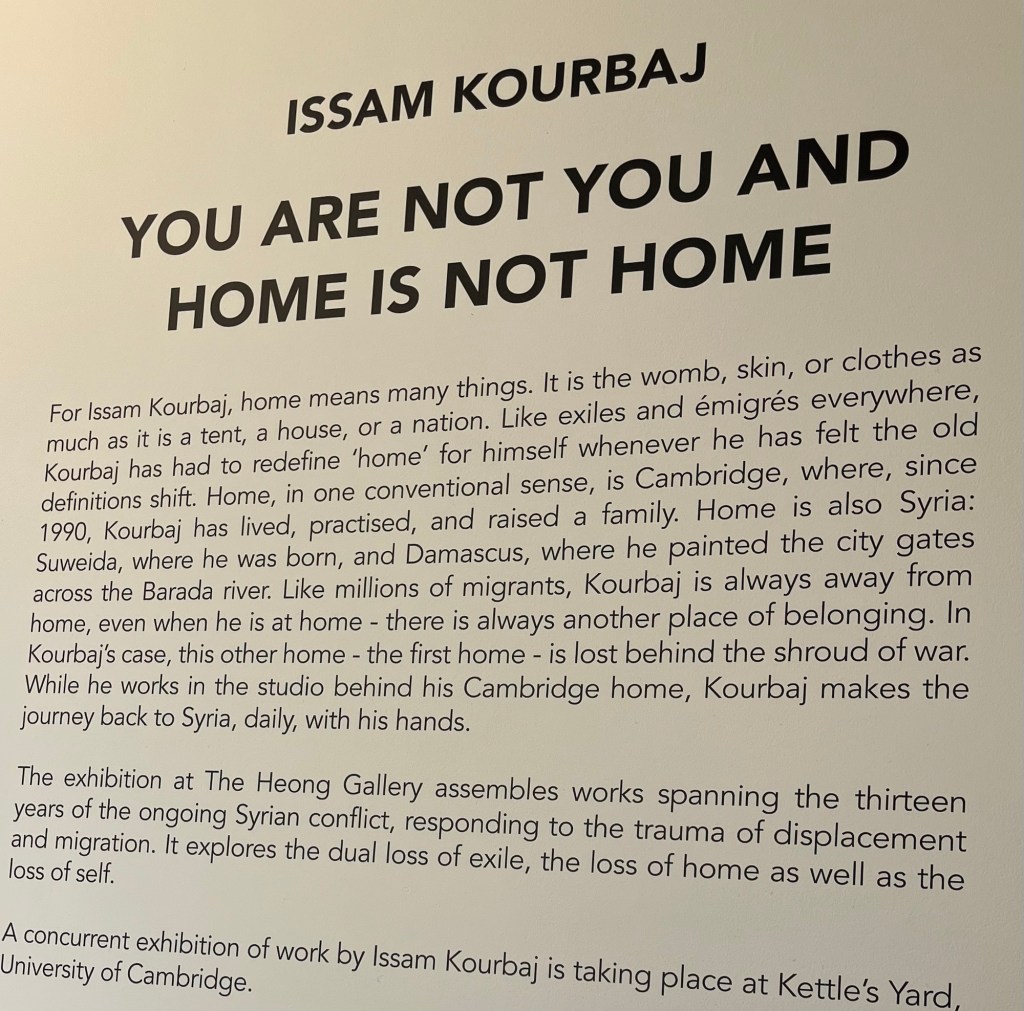 ISSAM KOURBAJ
YOU ARE NOT YOU AND
HOME IS NOT HOME
For Issam Kourbaj, home means many things. It is the womb, skin, or clothes as
much as it is a tent, a house, or a nation. Like exiles and émigrés everywhere,
Kourbaj has had to redefine ‘home’ for himself whenever he has felt the old
definitions shift. Home, in one conventional sense, is Cambridge, where, since
1990, Kourbaj has lived, practised, and raised a family. Home is also Syria:
Suweida, where he was born, and Damascus, where he painted the city gates
across the Barada river. Like millions of migrants, Kourbaj is always away from
home, even when he is at home - there is always another place of belonging. In
Kourbaj’s case, this other home - the first home - is lost behind the shroud of war.
While he works in the studio behind his Cambridge home, Kourbaj makes the
journey back to Syria, daily, with his hands.
The exhibition at The Heong Gallery assembles works spanning the thirteen
years of the ongoing Syrian conflict, responding to the trauma of displacement
and migration. It explores the dual loss of exile, the loss of home as well as the
loss of self.
A concurrent exhibition of work by Issam Kourbaj is taking place at Kettle’s Yard,
University of Cambridge.